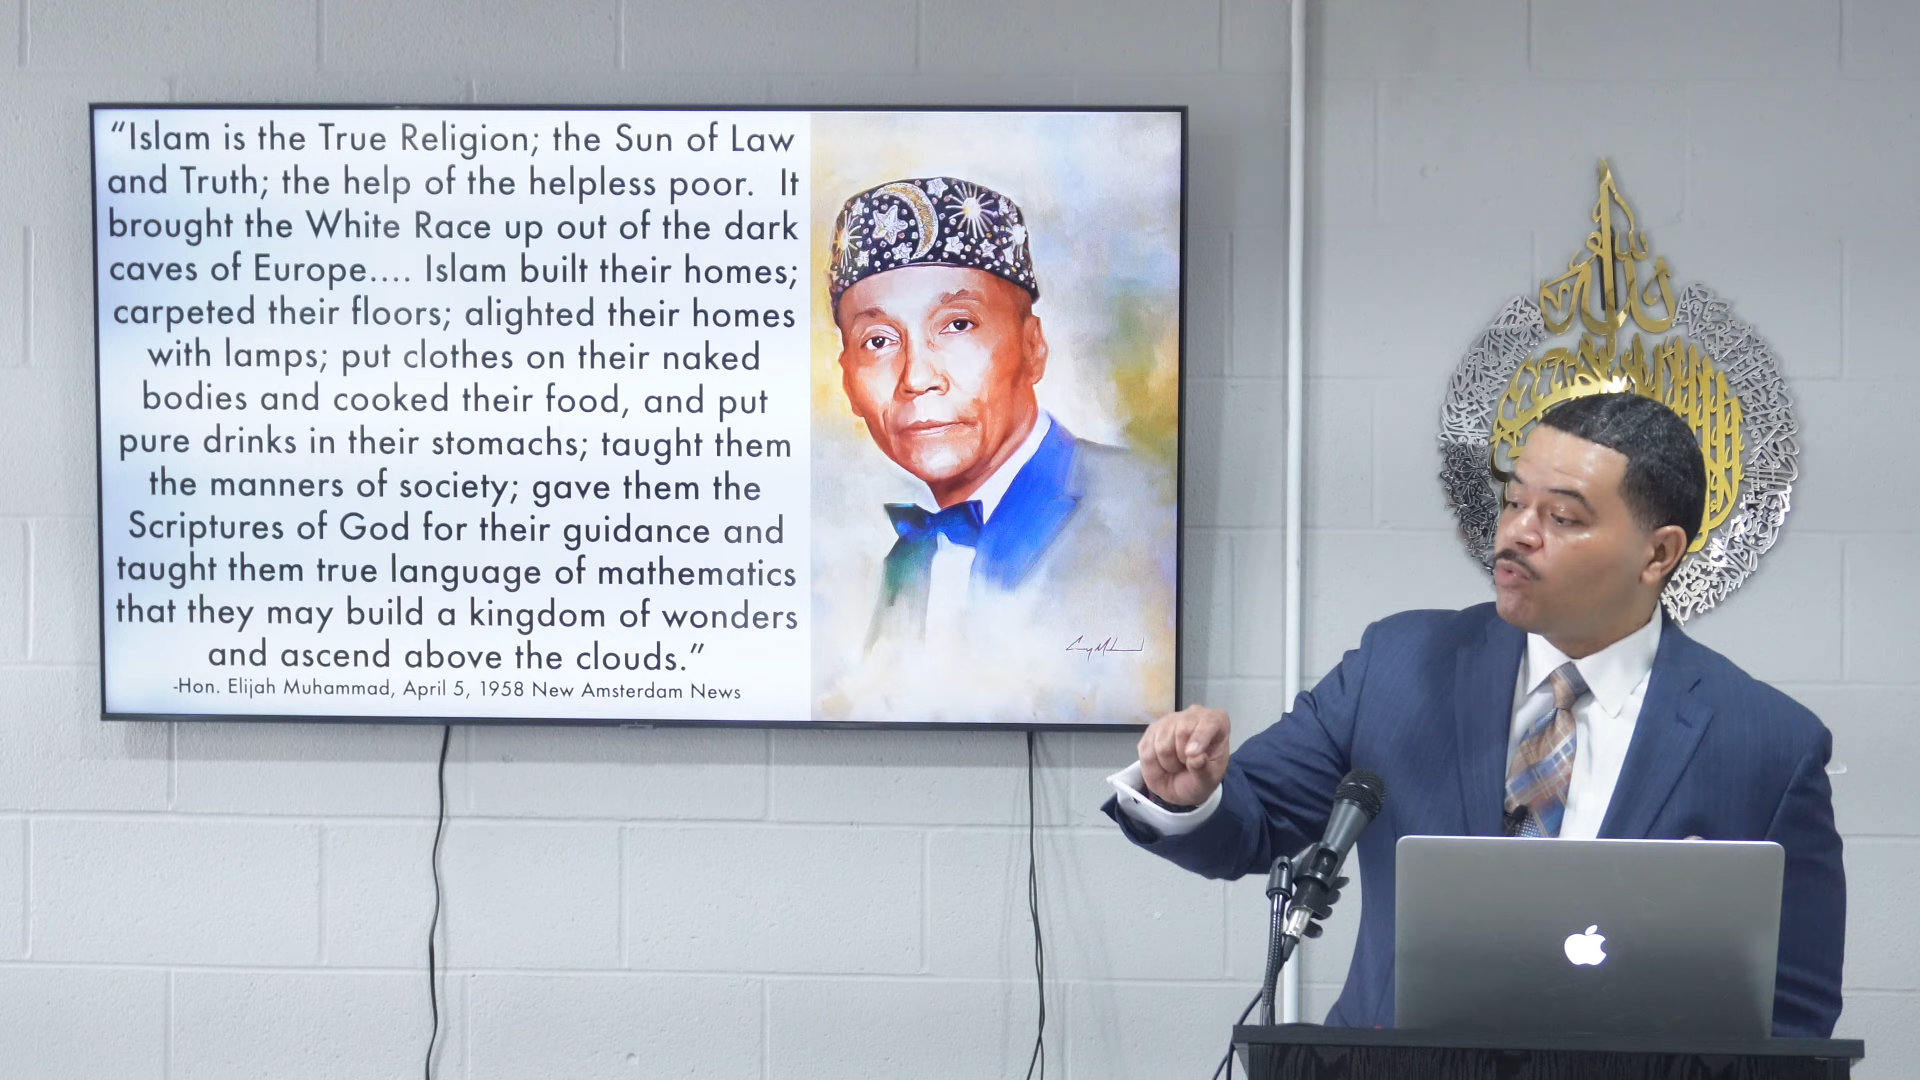 “Islam is the True Religion; the Sun of Law
and Truth; the help of the helpless poor.  It
brought the White Race up out of the dark
caves of Europe.... Islam built their homes;
carpeted their floors; alighted their homes
with lamps; put clothes on their naked
bodies and cooked their food, and put
pure drinks in their stomachs; taught them
the manners of society; gave them the
Scriptures of God for their guidance and
taught them true language of mathematics
that they may build a kingdom of wonders
and ascend above the clouds.”
-Hon. Elijah Muhammad, April 5, 1958 New Amsterdam News